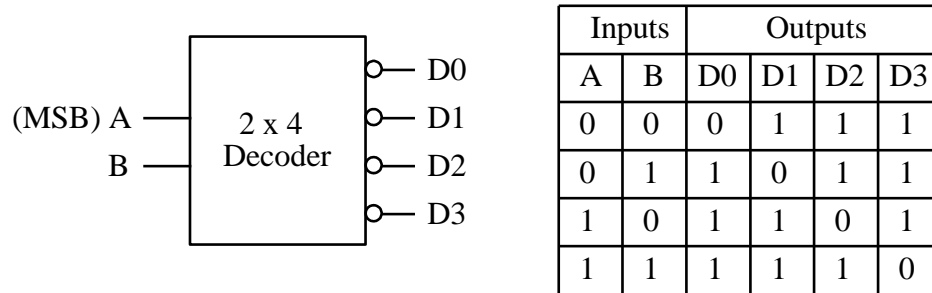 (MSB) A
B
2 x 4
Decoder
D0
D1
D2
D3
Inputs Outputs
A B D0 D1 D2 D3
0 0 0 1 1 1
0 1 1 0 1 1
1 0 1 1 0 1
1 1 1 1 1 0